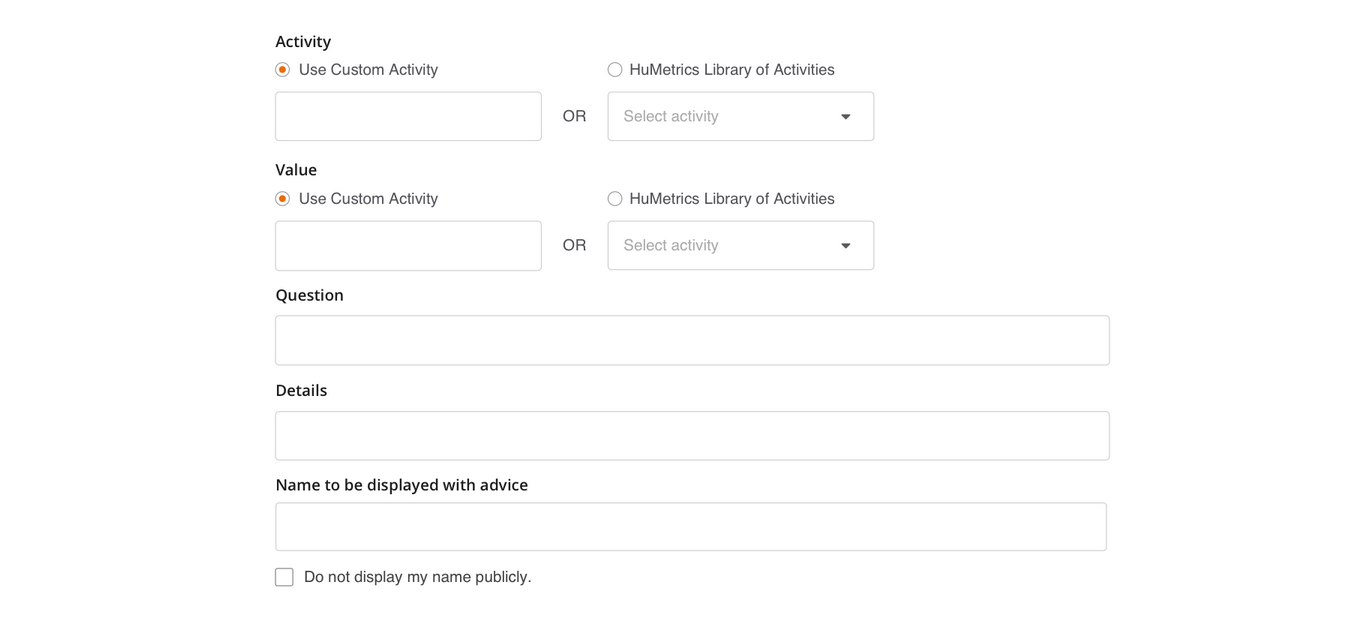 Activity
Use Custom Activity HuMetrics Library of Activities
OR Select activity
Value
Use Custom Activity HuMetrics Library of Activities
OR Select activity
Question
Details
Name to be displayed with advice
Do not display my name publicly.